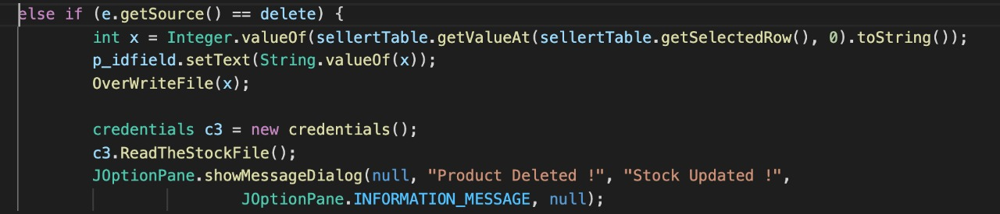 else if (e.getSource() == delete) {
int x = Integer.valueOf(sellertTable.getValueAt(sellertTable.getSelectedRow(), 0).toString());
p_idfield.setText(String.valueOf(x));
OverWriteFile(x);
credentials c3 = new credentials();
c3.ReadTheStockFile();
JOptionPane.showMessageDialog(null, "Product Deleted !", "Stock Updated !",
JOptionPane.INFORMATION_MESSAGE, null);